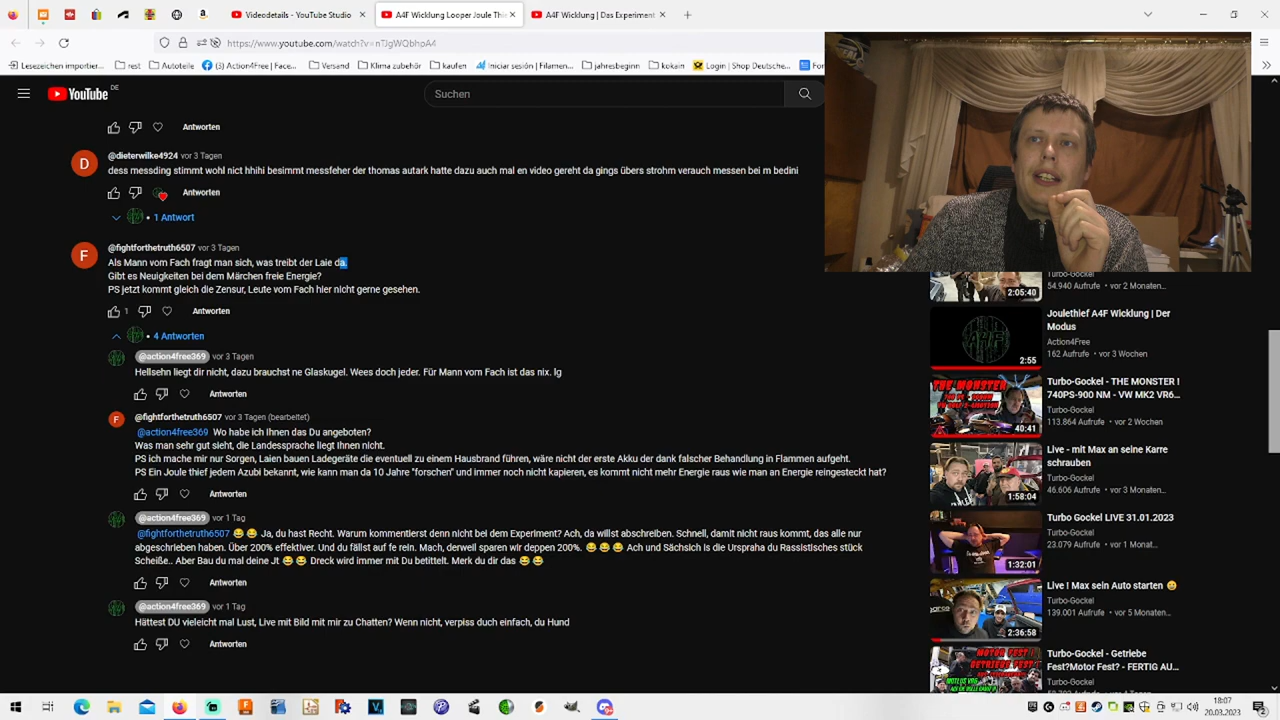 Videodetails - YouTube Studio
A4F Wicklung Looper Joule Thie
A4F Wicklung | Das Experiment
https://www.youtube.com/watch?v=nTJgWQbhpA4
Lesezeichen importier...
rest
Autoteile
(3) Action4Free | Facen...
Versand
Klima zubehör
kaufen
Iniciar sesión | Filamen...
jahresbeginn
kokain
Login | Shop Deutsche...
YouTube DE
Suchen
Antworten
@dieterwilke4924 vor 3 Tagen
dess messding stimmt wohl nict hhihi besimmt messfeher der thomas autark hatte dazu auch mal en video gereht da gings übers strohm verauch messen bei m bedini
Antworten
1 Antwort
@fightforthetruth6507 vor 3 Tagen
Als Mann vom Fach fragt man sich, was treibt der Laie da.
Gibt es Neuigkeiten bei dem Märchen freie Energie?
PS jetzt kommt gleich die Zensur, Leute vom Fach hier nicht gerne gesehen.
1 Antworten
4 Antworten
@action4free369 vor 3 Tagen
Hellsehn liegt dir nicht, dazu brauchst ne Glaskugel. Wees doch jeder. Für Mann vom Fach ist das nix. lg
Antworten
@fightforthetruth6507 vor 3 Tagen (bearbeitet)
@action4free369 Wo habe ich Ihnen das Du angeboten?
Was man sehr gut sieht, die Landessprache liegt Ihnen nicht.
PS ich mache mir nur Sorgen, Laien bauen Ladegeräte die eventuell zu einem Hausbrand führen, wäre nicht der erste Akku der dank falscher Behandlung in Flammen aufgeht.
PS Ein Joule thief jedem Azubi bekannt, wie kann man da 10 Jahre "forschen" und immer noch nicht kapieren, es kommt nicht mehr Energie raus wie man an Energie reingesteckt hat?
Antworten
@action4free369 vor 1 Tag
@fightforthetruth6507 😂 😂 Ja, du hast Recht. Warum kommentierst denn nicht bei dem Experiment? Ach, da willst abschreiben. Schnell, damit nicht raus kommt, das alle nur
abgeschrieben haben. Über 200% effektiver. Und du fällst auf fe rein. Mach, derweil sparen wir deppen 200%. 😂 😂 😂 Ach und Sächsich is die Urspraha du Rassistisches stück
Scheiße.. Aber Bau du mal deine Jt 😂 😂 Dreck wird immer mit Du betittelt. Merk du dir das 😂 😂
Antworten
@action4free369 vor 1 Tag
Hättest DU vieleicht mal Lust, Live mit Bild mit mir zu Chatten? Wenn nicht, verpiss duch einfach, du Hund
Antworten
2:05:40
Turbo-Gockel
54.940 Aufrufe • vor 2 Monaten...
A4F
2:55
Joulethief A4F Wicklung | Der
Modus
Action4Free
162 Aufrufe • vor 3 Wochen
THE MONSTER
40:41
Turbo-Gockel - THE MONSTER !
740PS-900 NM - VW MK2 VR6...
Turbo-Gockel
113.864 Aufrufe • vor 2 Wochen
1:58:04
Live - mit Max an seine Karre
schrauben
Turbo-Gockel
46.606 Aufrufe • vor 3 Monaten...
1:32:01
Turbo Gockel LIVE 31.01.2023
Turbo-Gockel
23.079 Aufrufe • vor 1 Monat...
2:36:58
Live ! Max sein Auto starten 😀
Turbo-Gockel
139.001 Aufrufe • vor 5 Monaten...
MOTOR FEST !
GETRIEBE FEST !
Turbo-Gockel - Getriebe
Fest?Motor Fest? - FERTIG AU...
Turbo-Gockel
18:07
20.03.2023